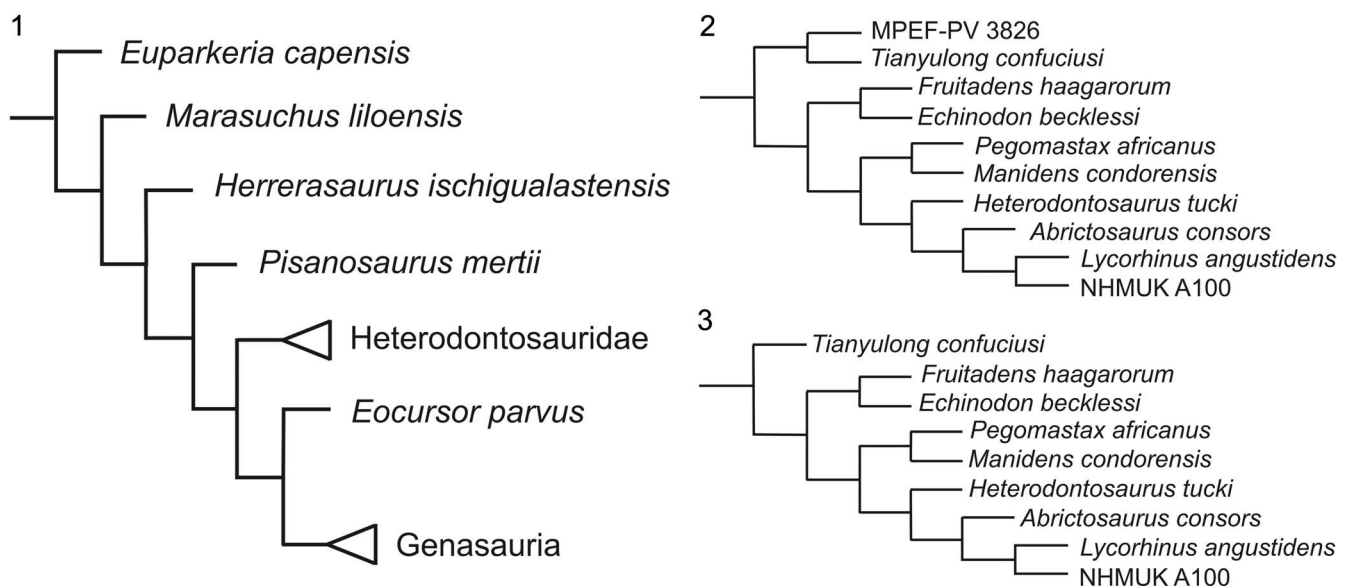 1
Euparkeria capensis
Marasuchus liloensis
Herrerasaurus ischigualastensis
Pisanosaurus mertii
Heterodontosauridae
Eocursor parvus
Genasauria
2
MPEF-PV 3826
Tianyulong confuciusi
Fruitadens haagarorum
Echinodon becklessi
Pegomastax africanus
Manidens condorensis
Heterodontosaurus tucki
Abrictosaurus consors
Lycorhinus angustidens
NHMUK A100
3
Tianyulong confuciusi
Fruitadens haagarorum
Echinodon becklessi
Pegomastax africanus
Manidens condorensis
Heterodontosaurus tucki
Abrictosaurus consors
Lycorhinus angustidens
NHMUK A100